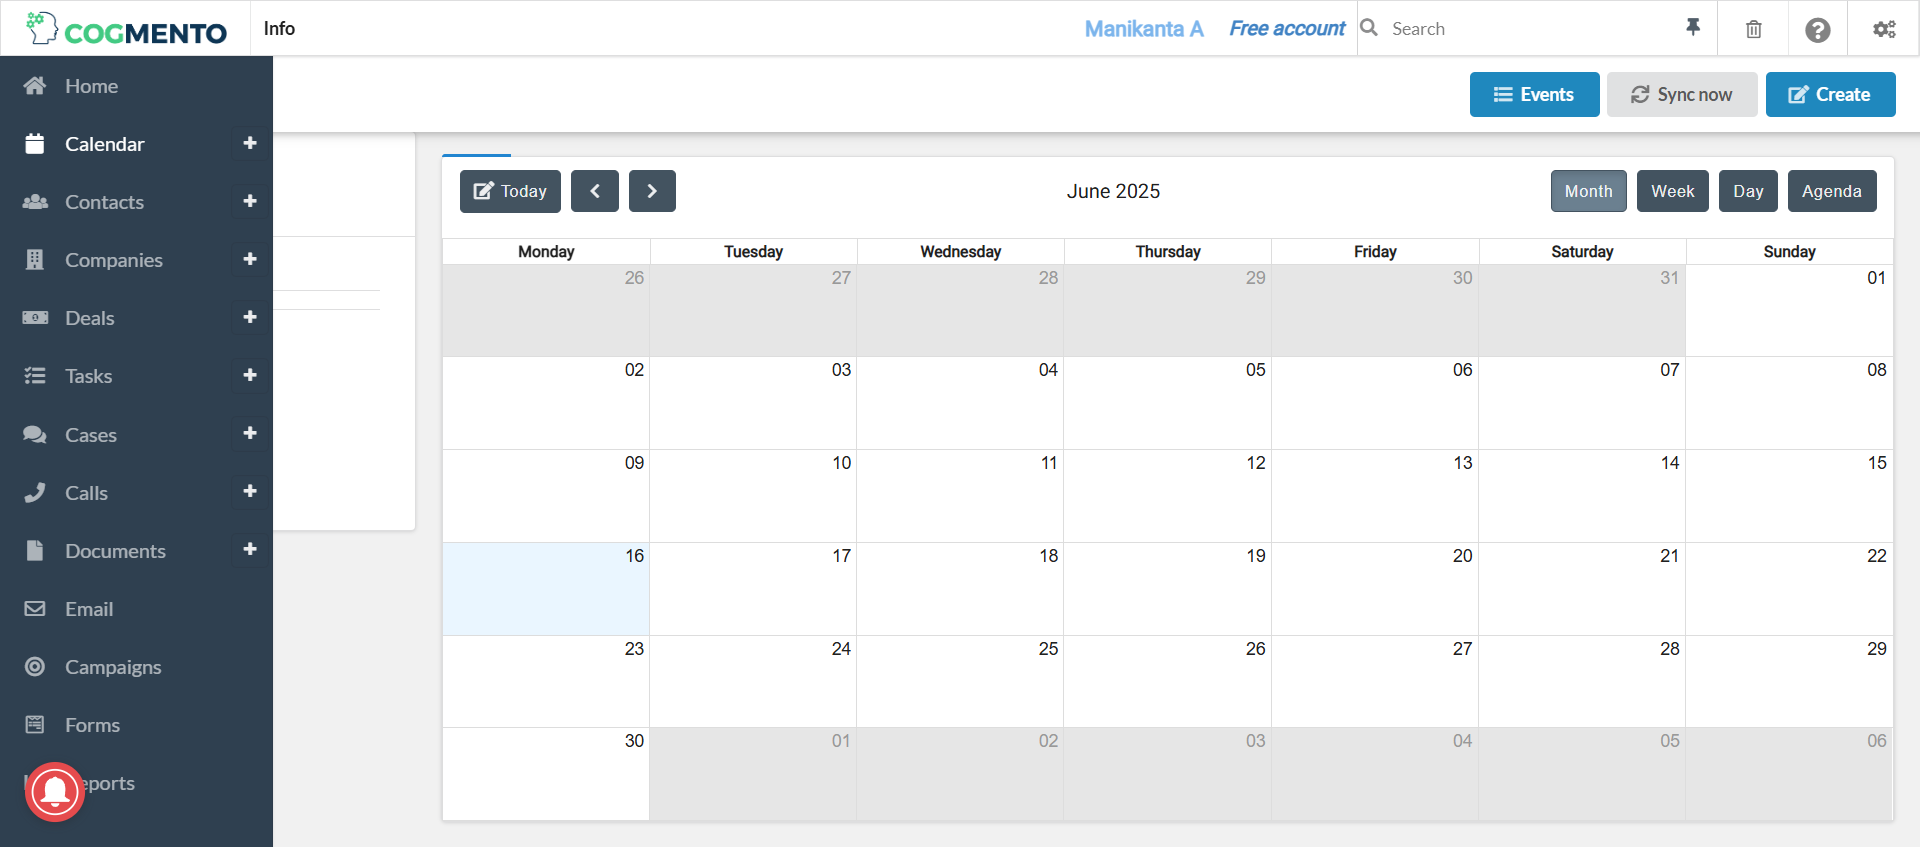 COGMENTO
Info
Manikanta A
Free account
Search
Home
Calendar
Contacts
Companies
Deals
Tasks
Cases
Calls
Documents
Email
Campaigns
Forms
eports
Events
Sync now
Create
Today
June 2025
Month
Week
Day
Agenda
Monday Tuesday Wednesday Thursday Friday Saturday Sunday
26 27 28 29 30 31 01
02 03 04 05 06 07 08
09 10 11 12 13 14 15
16 17 18 19 20 21 22
23 24 25 26 27 28 29
30 01 02 03 04 05 06